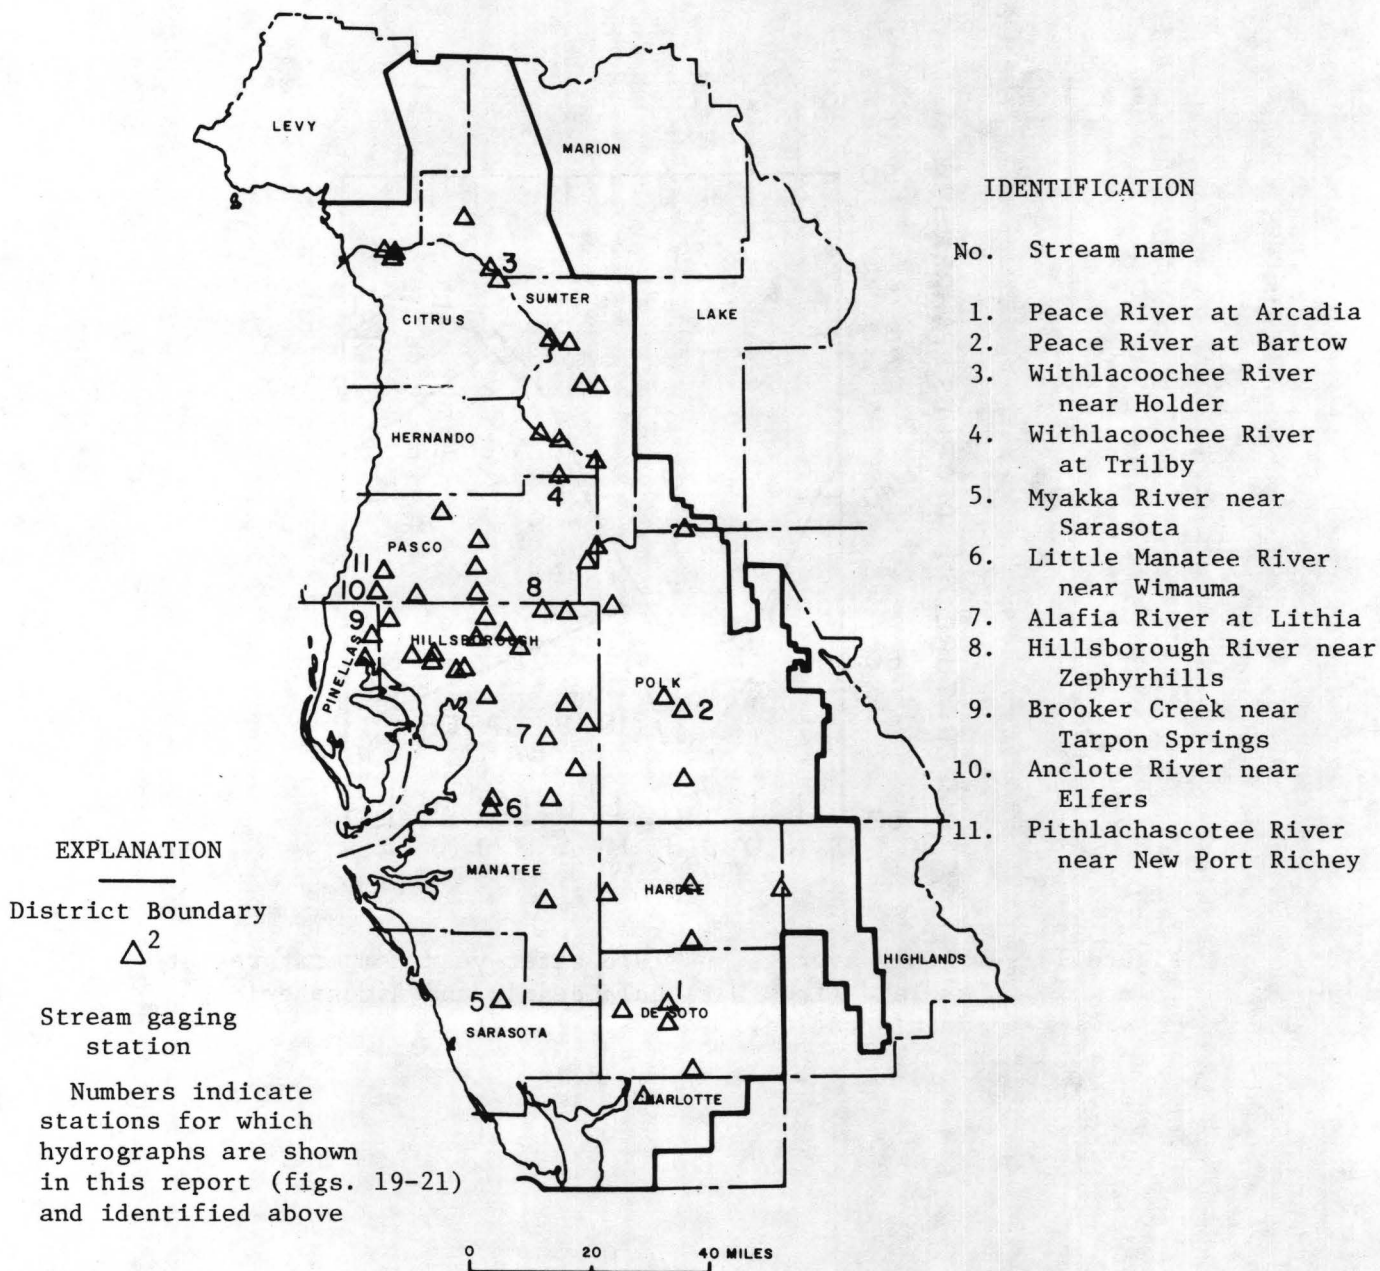 LEVY
MARION
IDENTIFICATION
No. Stream name
3
SUMTER
CITRUS
LAKE
1. Peace River at Arcadia
2. Peace River at Bartow
3. Withlacoochee River
near Holder
4. Withlacoochee River
at Trilby
5. Myakka River near
Sarasota
6. Little Manatee River
near Wimauma
7. Alafia River at Lithia
8. Hillsborough River near
Zephyrhills
9. Brooker Creek near
Tarpon Springs
10. Anclote River near
Elfers
11. Pithlachascotee River
near New Port Richey
HERNANDO
4
PASCO
11
10
8
9
HILLSBOROUGH
PINELLAS
POLK
2
7
6
EXPLANATION
District Boundary
2
Stream gaging
station
Numbers indicate
stations for which
hydrographs are shown
in this report (figs. 19-21)
and identified above
MANATEE
HARDEE
HIGHLANDS
5
1
DE SOTO
SARASOTA
CHARLOTTE
0 20 40 MILES